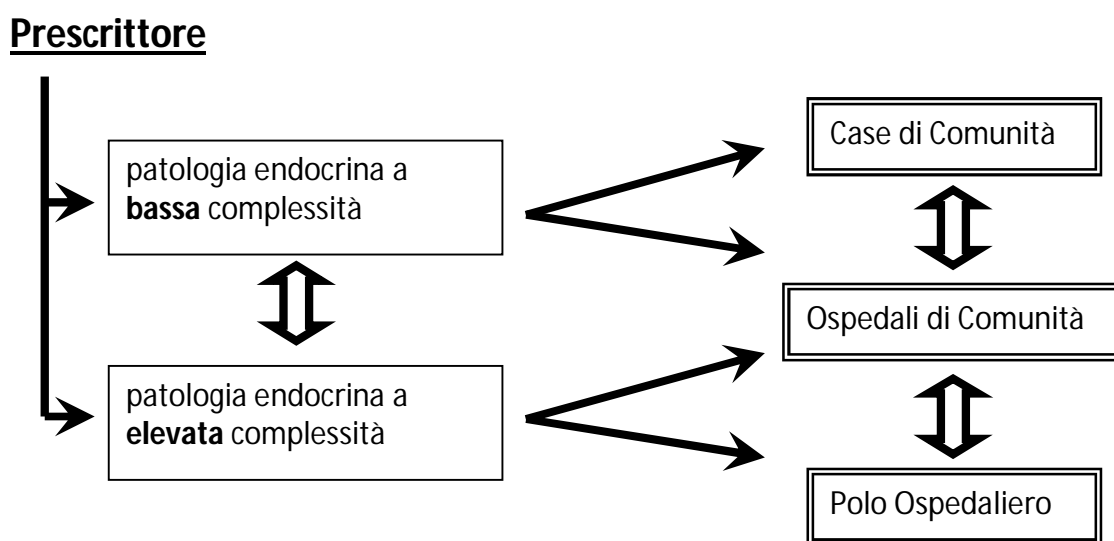 Prescrittore
patologia endocrina a
bassa complessità
patologia endocrina a
elevata complessità
Case di Comunità
Ospedali di Comunità
Polo Ospedaliero